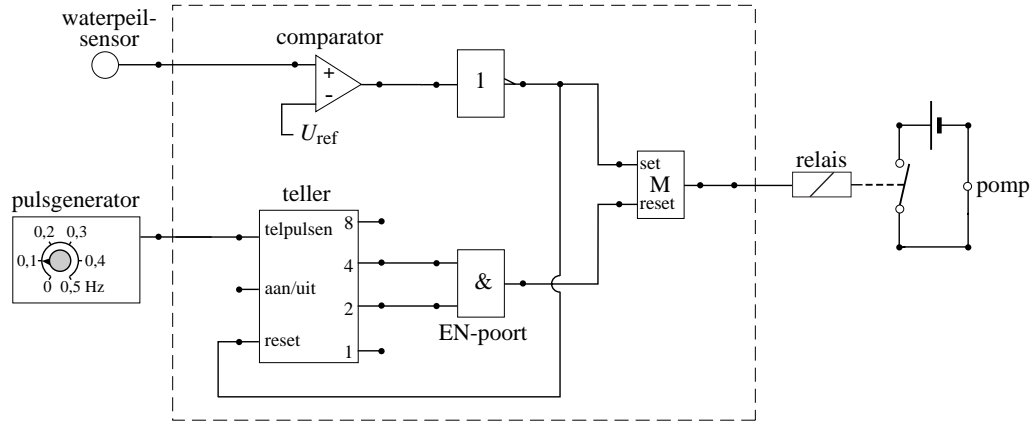 waterpeil-
sensor
comparator
+
-
U ref
1
set
M
reset
relais
pomp
pulsgenerator
0,2 0,3
0,1 0,4
0 0,5 Hz
teller
telpulsen 8
4
aan/uit
2
reset
1
&
EN-poort